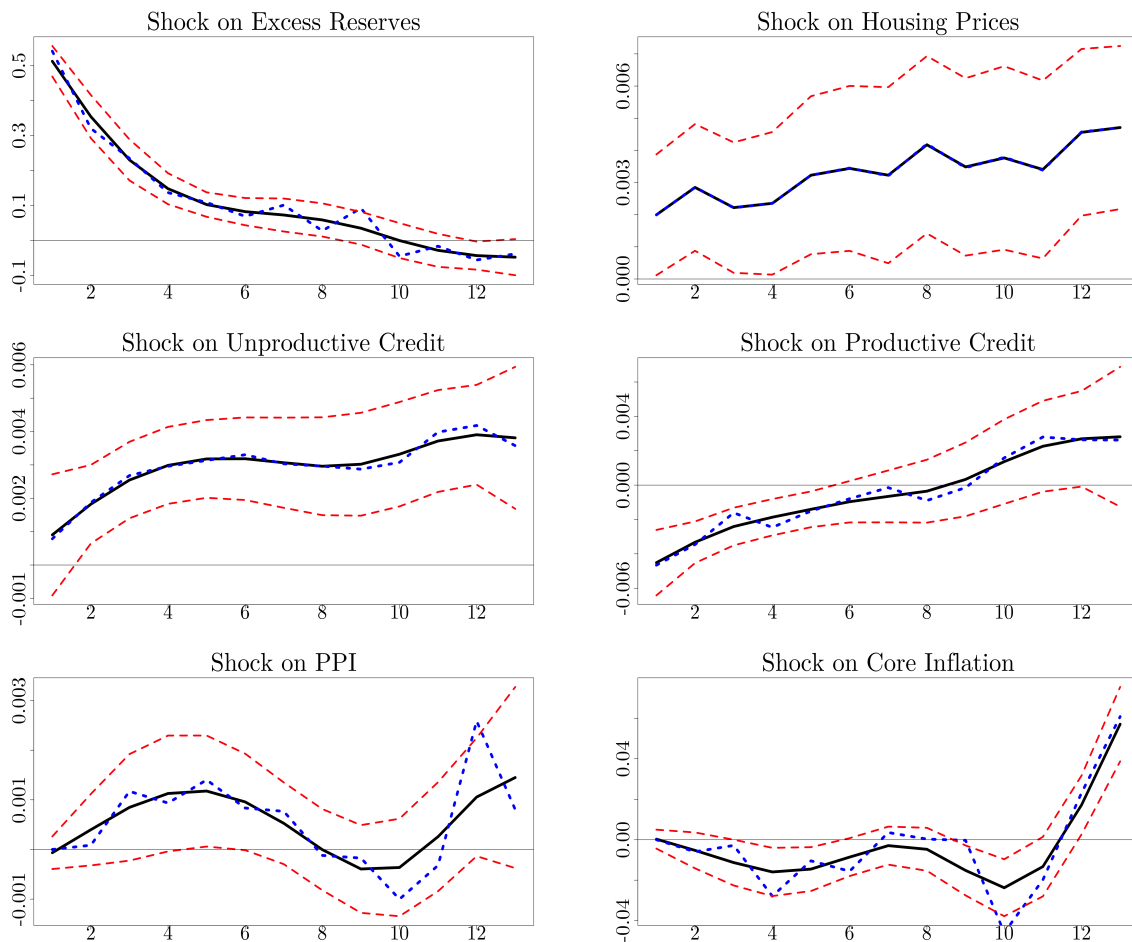 Shock on Excess Reserves
0.5
0.3
0.1
-0.1
2 4 6 8 10 12
Shock on Housing Prices
0.006
0.003
0.000
2 4 6 8 10 12
Shock on Unproductive Credit
0.006
0.004
0.002
-0.001
2 4 6 8 10 12
Shock on Productive Credit
0.004
0.000
-0.006
2 4 6 8 10 12
Shock on PPI
0.003
0.001
-0.001
2 4 6 8 10 12
Shock on Core Inflation
0.04
0.00
-0.04
2 4 6 8 10 12